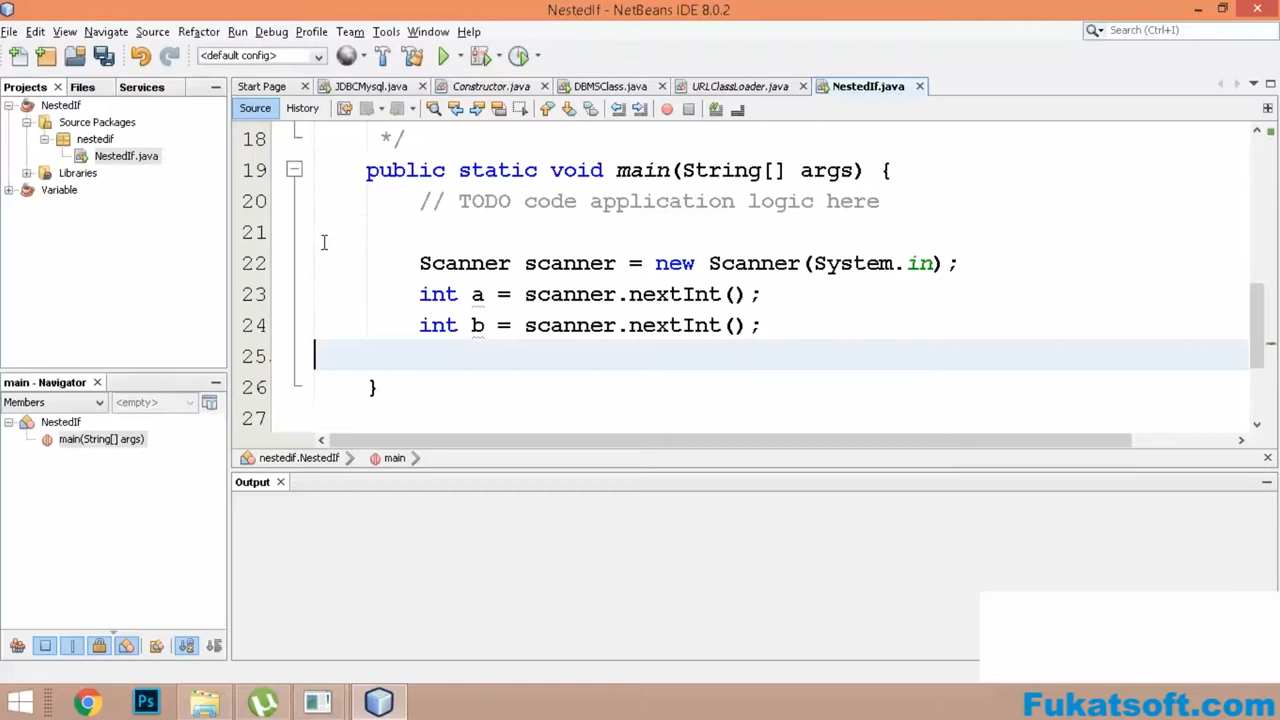 NestedIf - NetBeans IDE 8.0.2
File Edit View Navigate Source Refactor Run Debug Profile Team Tools Window Help
Search (Ctrl+I)
<default config>
Projects Files Services
NestedIf
Source Packages
nestedif
NestedIf.java
Libraries
Variable
Start Page JDBCMysql.java Constructor.java DBMSClass.java URLClassLoader.java NestedIf.java
Source History
18 */
19 public static void main(String[] args) {
20 // TODO code application logic here
21
22 Scanner scanner = new Scanner(System.in);
23 int a = scanner.nextInt();
24 int b = scanner.nextInt();
25
26 }
27
nestedif.NestedIf main
main - Navigator
Members <empty>
NestedIf
main(String[] args)
Output
Ps
Fukatsoft.com